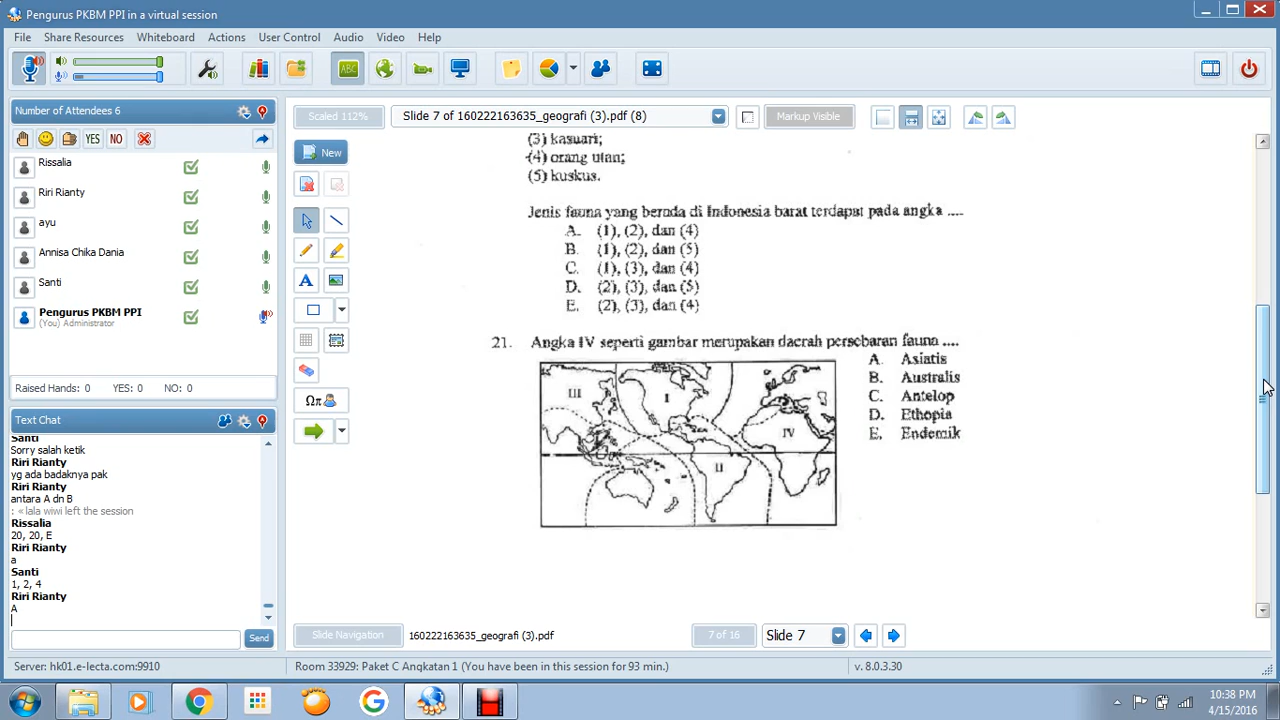 Pengurus PKBM PPI in a virtual session
File Share Resources Whiteboard Actions User Control Audio Video Help
ABC
Number of Attendees 6
YES NO
Rissalia
Riri Rianty
ayu
Annisa Chika Dania
Santi
Pengurus PKBM PPI
(You) Administrator
Raised Hands: 0 YES: 0 NO: 0
Text Chat
Santi
Sorry salah ketik
Riri Rianty
yg ada badaknya pak
Riri Rianty
antara A dn B
: « lala wiwi left the session
Rissalia
20, 20, E
Riri Rianty
a
Santi
1, 2, 4
Riri Rianty
A
Send
Scaled 112%
Slide 7 of 160222163635_geografi (3).pdf (8)
Markup Visible
New
A
Ωπ
(3) kasuari;
(4) orang utan;
(5) kuskus.
Jenis fauna yang berada di Indonesia barat terdapat pada angka ....
A. (1), (2), dan (4)
B. (1), (2), dan (5)
C. (1), (3), dan (4)
D. (2), (3), dan (5)
E. (2), (3), dan (4)
21. Angka IV seperti gambar merupakan daerah persebaran fauna ....
A. Asiatis
B. Australis
C. Antelop
D. Ethopia
E. Endemik
III
I
IV
II
Slide Navigation
160222163635_geografi (3).pdf
7 of 16
Slide 7
Server: hk01.e-lecta.com:9910
Room 33929: Paket C Angkatan 1 (You have been in this session for 93 min.)
v. 8.0.3.30
G
10:38 PM
4/15/2016